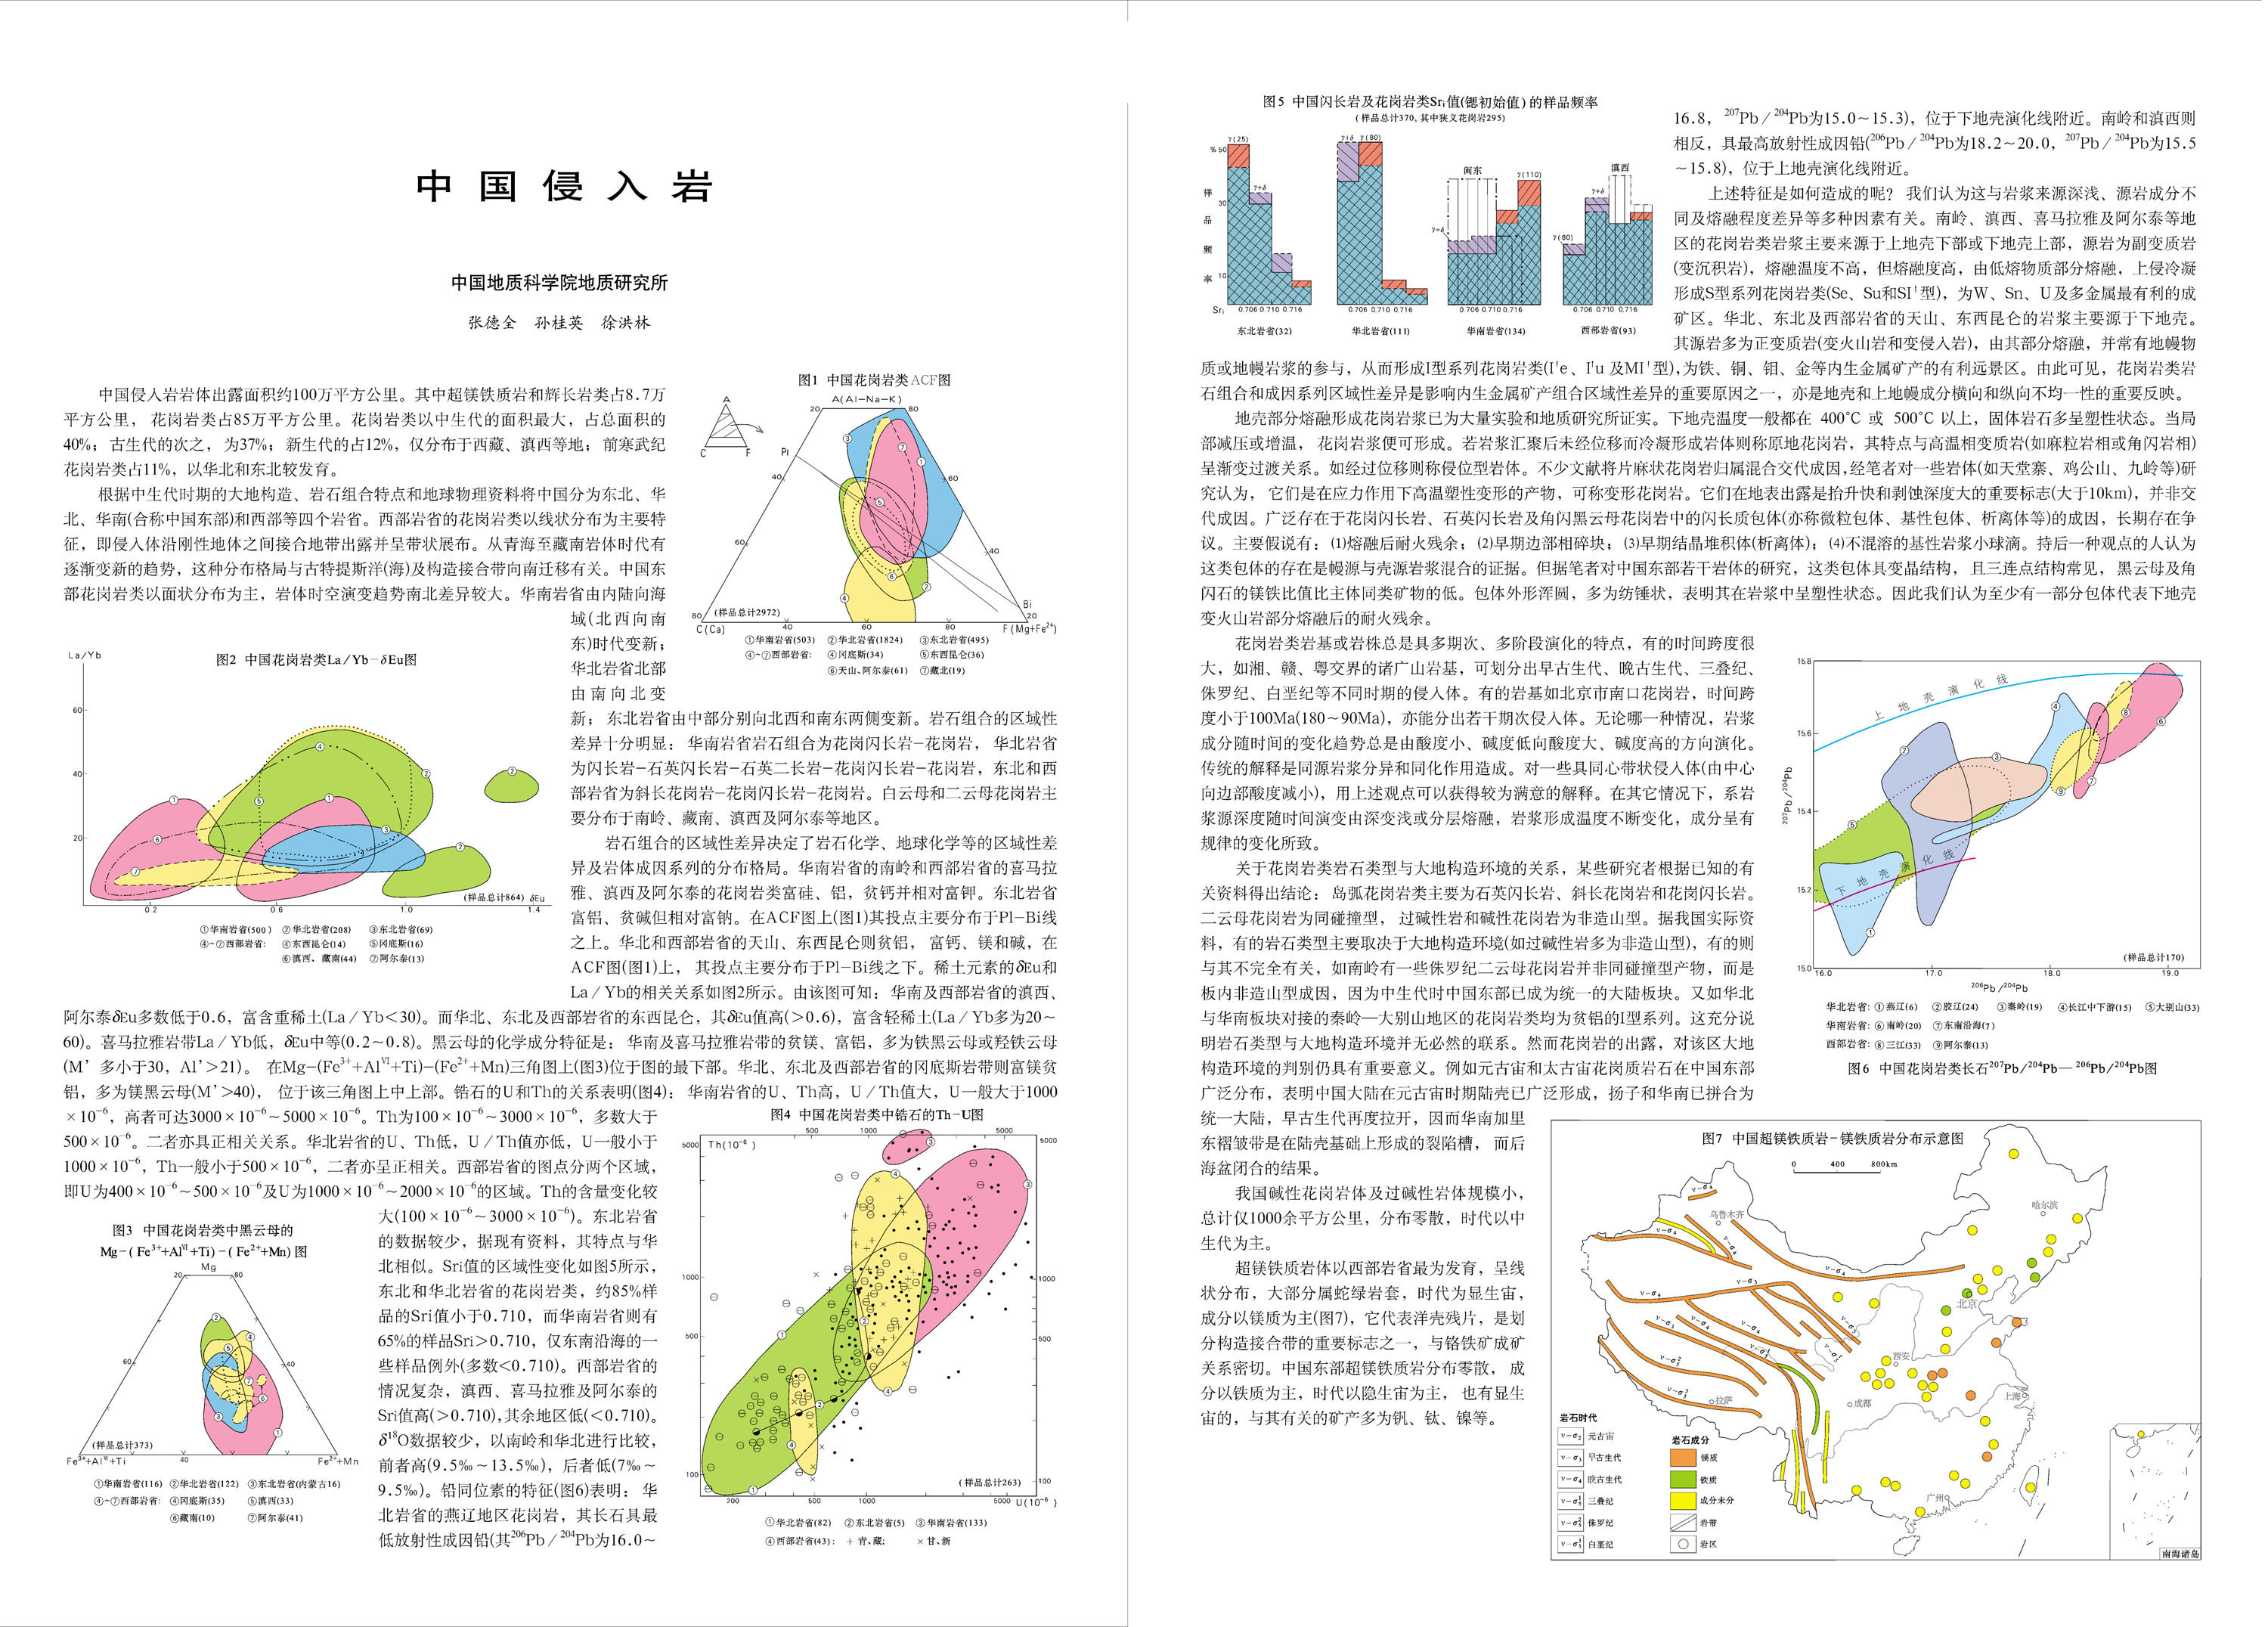 中国侵入岩
中国地质科学院地质研究所
张德全 孙桂英 徐洪林
中国侵入岩岩体出露面积约100万平方公里。其中超镁铁质岩和辉长岩类占8.7万
平方公里，花岗岩类占85万平方公里。花岗岩类以中生代的面积最大，占总面积的
40%；古生代的次之，为37%；新生代的占12%，仅分布于西藏、滇西等地；前寒武纪
花岗岩类占11%，以华北和东北较发育。
根据中生代时期的大地构造、岩石组合特点和地球物理资料将中国分为东北、华
北、华南(合称中国东部)和西部等四个岩省。西部岩省的花岗岩类以线状分布为主要特
征，即侵入体沿刚性地体之间接合地带出露并呈带状展布。从青海至藏南岩体时代有
逐渐变新的趋势，这种分布格局与古特提斯洋(海)及构造接合带向南迁移有关。中国东
部花岗岩类以面状分布为主，岩体时空演变趋势南北差异较大。华南岩省由内陆向海
域(北西向南
东)时代变新；
华北岩省北部
由南向北变
新；东北岩省由中部分别向北西和南东两侧变新。岩石组合的区域性
差异十分明显：华南岩省岩石组合为花岗闪长岩—花岗岩，华北岩省
为闪长岩—石英闪长岩—石英二长岩—花岗闪长岩—花岗岩，东北和西
部岩省为斜长花岗岩—花岗闪长岩—花岗岩。白云母和二云母花岗岩主
要分布于南岭、藏南、滇西及阿尔泰等地区。
岩石组合的区域性差异决定了岩石化学、地球化学等的区域性差
异及岩体成因系列的分布格局。华南岩省的南岭和西部岩省的喜马拉
雅、滇西及阿尔泰的花岗岩类富硅、铝，贫钙并相对富钾。东北岩省
富铝、贫碱但相对富钠。在ACF图上(图1)其投点主要分布于Pl—Bi线
之上。华北和西部岩省的天山、东西昆仑则贫铝，富钙、镁和碱，在
ACF图(图1)上，其投点主要分布于Pl—Bi线之下。稀土元素的δEu和
La/Yb的相关关系如图2所示。由该图可知：华南及西部岩省的滇西、
阿尔泰δEu多数低于0.6，富含重稀土(La/Yb<30)。而华北、东北及西部岩省的东西昆仑，其δEu值高(>0.6)，富含轻稀土(La/Yb多为20～
60)。喜马拉雅岩带La/Yb低，δEu中等(0.2～0.8)。黑云母的化学成分特征是：华南及喜马拉雅岩带的贫镁、富铝，多为铁黑云母或羟铁云母
(M'多小于30，Al'>21)。在Mg—(Fe³⁺+Alⱽᴵ+Ti)—(Fe²⁺+Mn)三角图上(图3)位于图的最下部。华北、东北及西部岩省的冈底斯岩带则富镁贫
铝，多为镁黑云母(M'>40)，位于该三角图上中上部。锆石的U和Th的关系表明(图4)：华南岩省的U、Th高，U/Th值大，U一般大于1000
×10⁻⁶，高者可达3000×10⁻⁶～5000×10⁻⁶。Th为100×10⁻⁶～3000×10⁻⁶，多数大于
500×10⁻⁶。二者亦具正相关关系。华北岩省的U、Th低，U/Th值亦低，U一般小于
1000×10⁻⁶，Th一般小于500×10⁻⁶，二者亦呈正相关。西部岩省的图点分两个区域，
即U为400×10⁻⁶～500×10⁻⁶及U为1000×10⁻⁶～2000×10⁻⁶的区域。Th的含量变化较
大(100×10⁻⁶～3000×10⁻⁶)。东北岩省
的数据较少，据现有资料，其特点与华
北相似。Sri值的区域性变化如图5所示，
东北和华北岩省的花岗岩类，约85%样
品的Sri值小于0.710，而华南岩省则有
65%的样品Sri>0.710，仅东南沿海的一
些样品例外(多数<0.710)。西部岩省的
情况复杂，滇西、喜马拉雅及阿尔泰的
Sri值高(>0.710)，其余地区低(<0.710)。
δ¹⁸O数据较少，以南岭和华北进行比较，
前者高(9.5‰～13.5‰)，后者低(7‰～
9.5‰)。铅同位素的特征(图6)表明：华
北岩省的燕辽地区花岗岩，其长石具最
低放射性成因铅(其²⁰⁶Pb/²⁰⁴Pb为16.0～
图1 中国花岗岩类ACF图
A(Al—Na—K)
A
C F
20 80
Pl
40 60
60 40
80 (样品总计2972) Bi 20
C(Ca) 40 60 80 F(Mg+Fe²⁺)
①华南岩省(503) ②华北岩省(1824) ③东北岩省(495)
④~⑦西部岩省： ④冈底斯(34) ⑤东西昆仑(36)
⑥天山、阿尔泰(61) ⑦藏北(19)
图2 中国花岗岩类La/Yb—δEu图
La/Yb
60
40
20
(样品总计864) δEu
0.2 0.6 1.0 1.4
①华南岩省(500) ②华北岩省(208) ③东北岩省(69)
④~⑦西部岩省： ④东西昆仑(14) ⑤冈底斯(16)
⑥滇西、藏南(44) ⑦阿尔泰(13)
图3 中国花岗岩类中黑云母的
Mg—(Fe³⁺+Alⱽᴵ+Ti)—(Fe²⁺+Mn)图
Mg
20 80
60 40
(样品总计373)
Fe³⁺+Alⱽᴵ+Ti 40 Fe²⁺+Mn
①华南岩省(116) ②华北岩省(122) ③东北岩省(内蒙古16)
④~⑦西部岩省： ④冈底斯(35) ⑤滇西(33)
⑥藏南(10) ⑦阿尔泰(41)
图4 中国花岗岩类中锆石的Th—U图
500 1000 5000
5000 Th(10⁻⁶) 5000
1000 1000
500 500
100 (样品总计263) 100
200 500 1000 5000 U(10⁻⁶)
①华北岩省(82) ②东北岩省(5) ③华南岩省(133)
④西部岩省(43)： + 青、藏； × 甘、新
图5 中国闪长岩及花岗岩类Srᵢ值(锶初始值)的样品频率
(样品总计370，其中狭义花岗岩295)
γ(25) γ+δ γ(80)
% 50
闽东 γ(110) 滇西
样 γ+δ γ+δ
30
品
γ+δ γ(80)
频
10
率
Srᵢ 0.706 0.710 0.716 0.706 0.710 0.716 0.706 0.710 0.716 0.706 0.710 0.716
东北岩省(32) 华北岩省(111) 华南岩省(134) 西部岩省(93)
16.8，²⁰⁷Pb/²⁰⁴Pb为15.0～15.3)，位于下地壳演化线附近。南岭和滇西则
相反，具最高放射性成因铅(²⁰⁶Pb/²⁰⁴Pb为18.2～20.0，²⁰⁷Pb/²⁰⁴Pb为15.5
～15.8)，位于上地壳演化线附近。
上述特征是如何造成的呢？我们认为这与岩浆来源深浅、源岩成分不
同及熔融程度差异等多种因素有关。南岭、滇西、喜马拉雅及阿尔泰等地
区的花岗岩类岩浆主要来源于上地壳下部或下地壳上部，源岩为副变质岩
(变沉积岩)，熔融温度不高，但熔融度高，由低熔物质部分熔融，上侵冷凝
形成S型系列花岗岩类(Se、Su和SI'型)，为W、Sn、U及多金属最有利的成
矿区。华北、东北及西部岩省的天山、东西昆仑的岩浆主要源于下地壳。
其源岩多为正变质岩(变火山岩和变侵入岩)，由其部分熔融，并常有地幔物
质或地幔岩浆的参与，从而形成I型系列花岗岩类(I'e、I'u及MI'型)，为铁、铜、钼、金等内生金属矿产的有利远景区。由此可见，花岗岩类岩
石组合和成因系列区域性差异是影响内生金属矿产组合区域性差异的重要原因之一，亦是地壳和上地幔成分横向和纵向不均一性的重要反映。
地壳部分熔融形成花岗岩浆已为大量实验和地质研究所证实。下地壳温度一般都在 400℃ 或 500℃ 以上，固体岩石多呈塑性状态。当局
部减压或增温，花岗岩浆便可形成。若岩浆汇聚后未经位移而冷凝形成岩体则称原地花岗岩，其特点与高温相变质岩(如麻粒岩相或角闪岩相)
呈渐变过渡关系。如经过位移则称侵位型岩体。不少文献将片麻状花岗岩归属混合交代成因，经笔者对一些岩体(如天堂寨、鸡公山、九岭等)研
究认为，它们是在应力作用下高温塑性变形的产物，可称变形花岗岩。它们在地表出露是抬升快和剥蚀深度大的重要标志(大于10km)，并非交
代成因。广泛存在于花岗闪长岩、石英闪长岩及角闪黑云母花岗岩中的闪长质包体(亦称微粒包体、基性包体、析离体等)的成因，长期存在争
议。主要假说有：(1)熔融后耐火残余；(2)早期边部相碎块；(3)早期结晶堆积体(析离体)；(4)不混溶的基性岩浆小球滴。持后一种观点的人认为
这类包体的存在是幔源与壳源岩浆混合的证据。但据笔者对中国东部若干岩体的研究，这类包体具变晶结构，且三连点结构常见，黑云母及角
闪石的镁铁比值比主体同类矿物的低。包体外形浑圆，多为纺锤状，表明其在岩浆中呈塑性状态。因此我们认为至少有一部分包体代表下地壳
变火山岩部分熔融后的耐火残余。
花岗岩类岩基或岩株总是具多期次、多阶段演化的特点，有的时间跨度很
大，如湘、赣、粤交界的诸广山岩基，可划分出早古生代、晚古生代、三叠纪、
侏罗纪、白垩纪等不同时期的侵入体。有的岩基如北京市南口花岗岩，时间跨
度小于100Ma(180～90Ma)，亦能分出若干期次侵入体。无论哪一种情况，岩浆
成分随时间的变化趋势总是由酸度小、碱度低向酸度大、碱度高的方向演化。
传统的解释是同源岩浆分异和同化作用造成。对一些具同心带状侵入体(由中心
向边部酸度减小)，用上述观点可以获得较为满意的解释。在其它情况下，系岩
浆源深度随时间演变由深变浅或分层熔融，岩浆形成温度不断变化，成分呈有
规律的变化所致。
关于花岗岩类岩石类型与大地构造环境的关系，某些研究者根据已知的有
关资料得出结论：岛弧花岗岩类主要为石英闪长岩、斜长花岗岩和花岗闪长岩。
二云母花岗岩为同碰撞型，过碱性岩和碱性花岗岩为非造山型。据我国实际资
料，有的岩石类型主要取决于大地构造环境(如过碱性岩多为非造山型)，有的则
与其不完全有关，如南岭有一些侏罗纪二云母花岗岩并非同碰撞型产物，而是
板内非造山型成因，因为中生代时中国东部已成为统一的大陆板块。又如华北
与华南板块对接的秦岭—大别山地区的花岗岩类均为贫铝的I型系列。这充分说
明岩石类型与大地构造环境并无必然的联系。然而花岗岩的出露，对该区大地
构造环境的判别仍具有重要意义。例如元古宙和太古宙花岗质岩石在中国东部
广泛分布，表明中国大陆在元古宙时期陆壳已广泛形成，扬子和华南已拼合为
统一大陆，早古生代再度拉开，因而华南加里
东褶皱带是在陆壳基础上形成的裂陷槽，而后
海盆闭合的结果。
我国碱性花岗岩体及过碱性岩体规模小，
总计仅1000余平方公里，分布零散，时代以中
生代为主。
超镁铁质岩体以西部岩省最为发育，呈线
状分布，大部分属蛇绿岩套，时代为显生宙，
成分以镁质为主(图7)，它代表洋壳残片，是划
分构造接合带的重要标志之一，与铬铁矿成矿
关系密切。中国东部超镁铁质岩分布零散，成
分以铁质为主，时代以隐生宙为主，也有显生
宙的，与其有关的矿产多为钒、钛、镍等。
15.8
上地壳演化线
15.6
²⁰⁷Pb/²⁰⁴Pb
15.4
下地壳演化线
15.2
(样品总计170)
15.0
16.0 17.0 18.0 19.0
²⁰⁶Pb/²⁰⁴Pb
华北岩省：①燕辽(6) ②胶辽(24) ③秦岭(19) ④长江中下游(15) ⑤大别山(33)
华南岩省：⑥南岭(20) ⑦东南沿海(7)
西部岩省：⑧三江(33) ⑨阿尔泰(13)
图6 中国花岗岩类长石²⁰⁷Pb/²⁰⁴Pb—²⁰⁶Pb/²⁰⁴Pb图
图7 中国超镁铁质岩—镁铁质岩分布示意图
0 400 800km
哈尔滨
乌鲁木齐
北京
西安
拉萨
成都
上海
广州
岩石时代
ν—σ₂ 元古宙
ν—σ₃ 早古生代
ν—σ₄ 晚古生代
ν—σ₅¹ 三叠纪
ν—σ₅² 侏罗纪
ν—σ₅³ 白垩纪
岩石成分
镁质
铁质
成分未分
岩带
岩区
南海诸岛